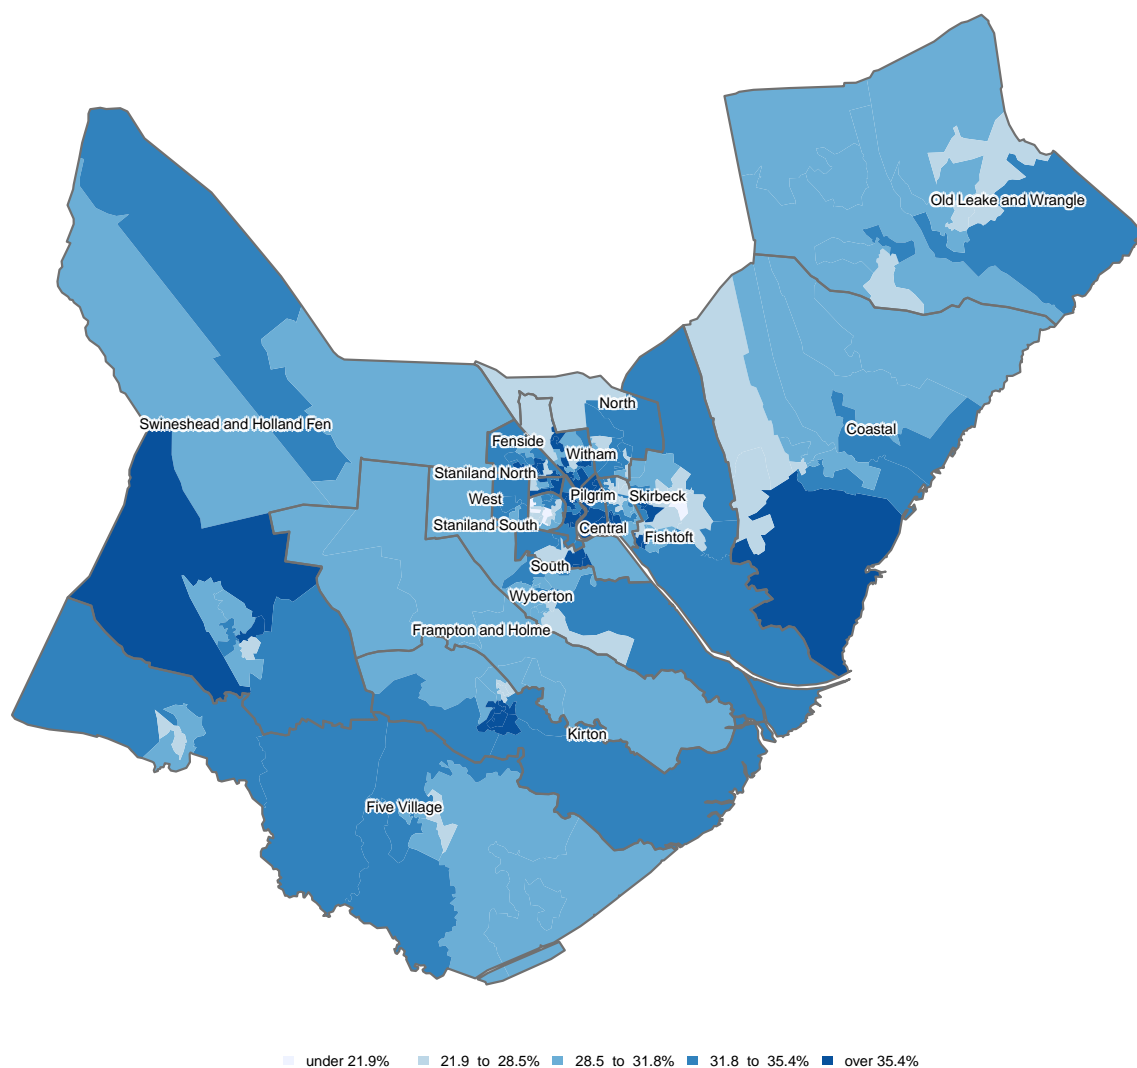 Old Leake and Wrangle
North
Swineshead and Holland Fen
Coastal
Fenside
Witham
Staniland North
West
Pilgrim
Skirbeck
Staniland South
Central
Fishtoft
South
Wyberton
Frampton and Holme
Kirton
Five Village
under 21.9%
21.9 to 28.5%
28.5 to 31.8%
31.8 to 35.4%
over 35.4%